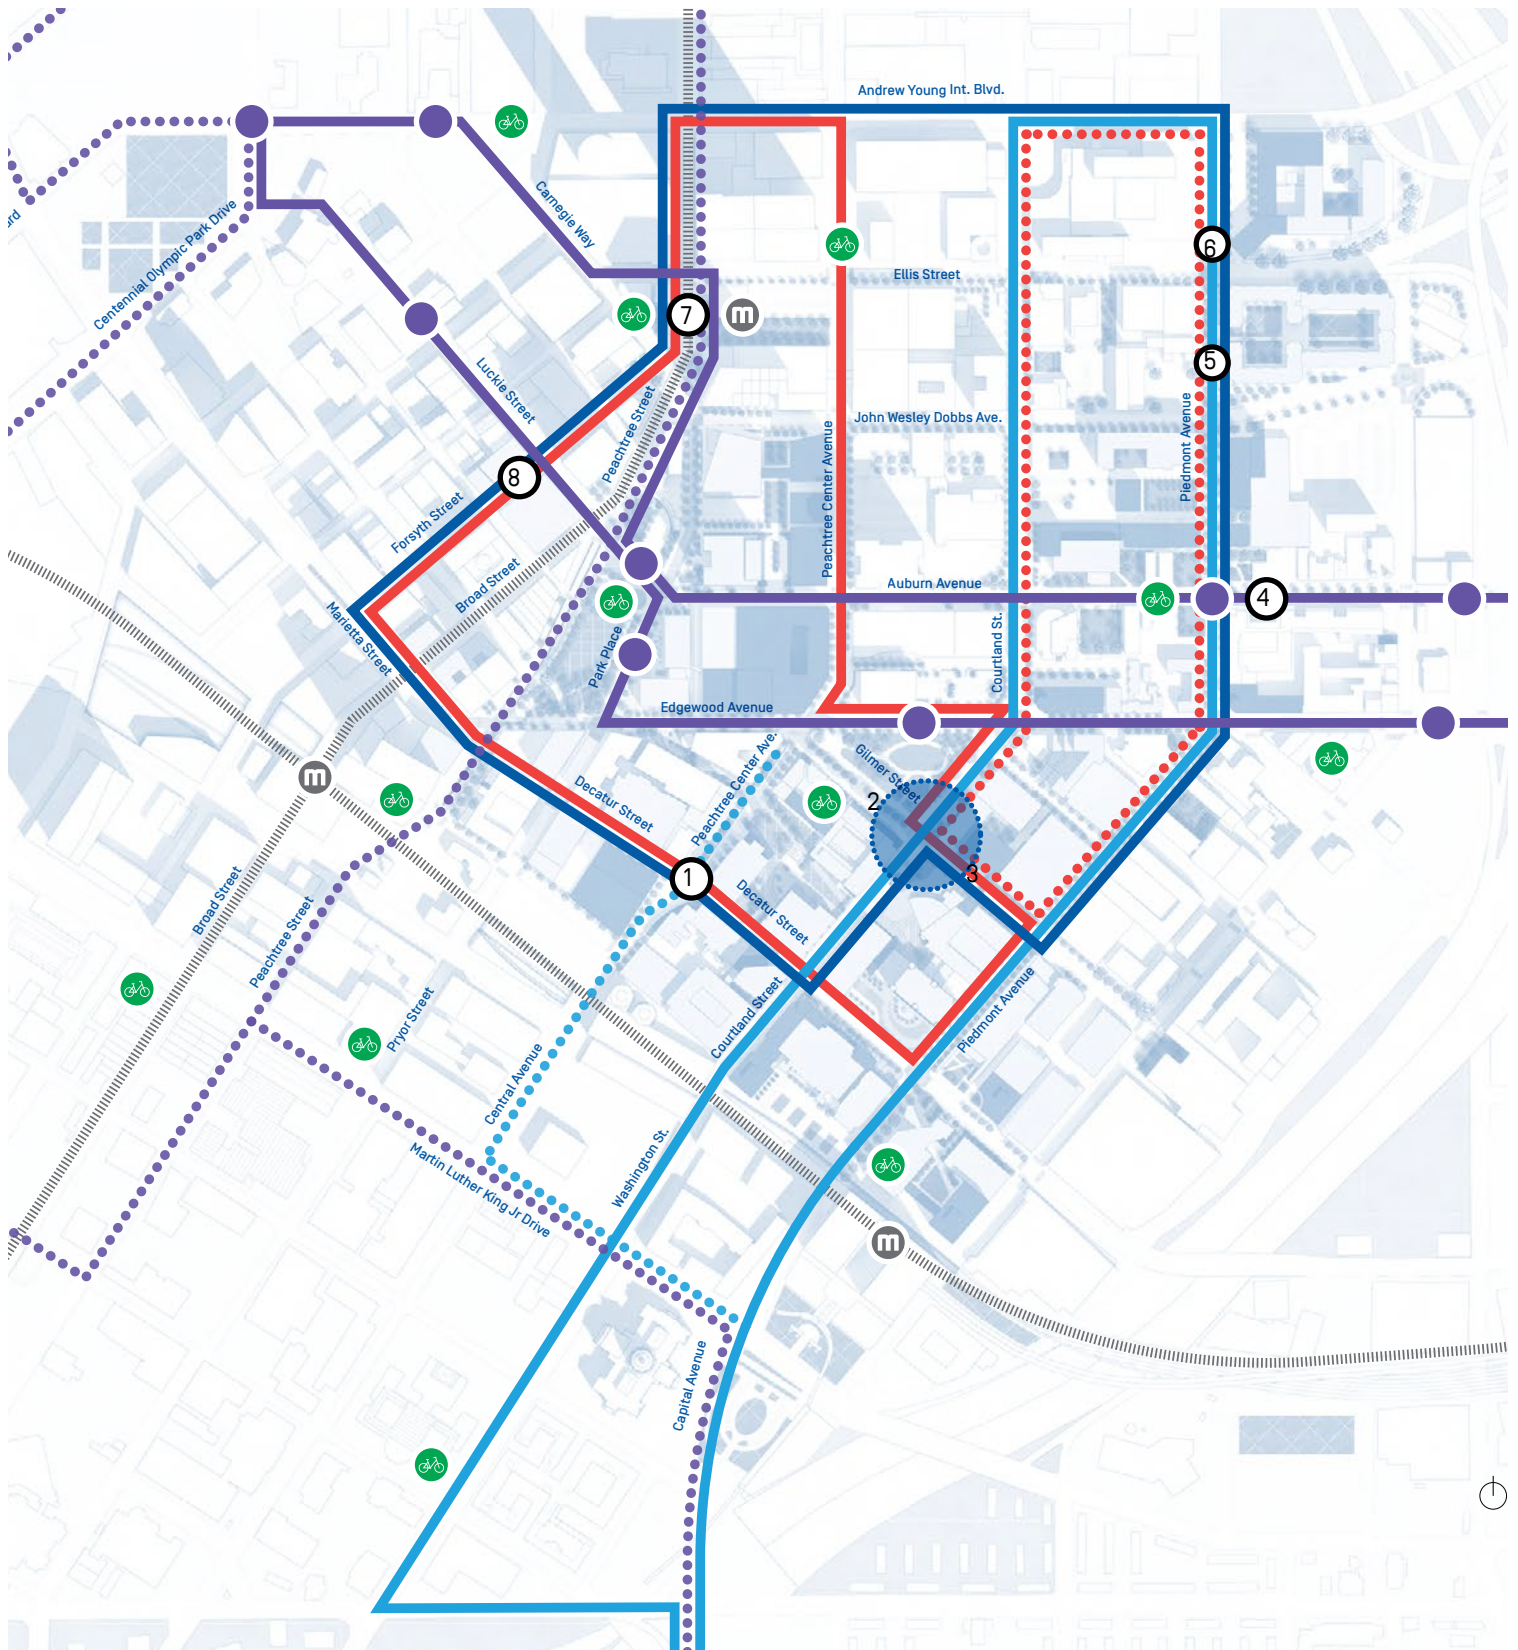 Andrew Young Int. Blvd.
Carnegie Way
ard
Centennial Olympic Park Drive
6
Ellis Street
7
m
5
Luckie Street
Peachtree Street
Piedmont Avenue
John Wesley Dobbs Ave.
Peachtree Center Avenue
8
Forsyth Street
Broad Street
Auburn Avenue
4
Marietta Street
Park Place
Courtland St.
Edgewood Avenue
Peachtree Center Ave.
Gilmer Street
m
2
Decatur Street
3
1
Decatur Street
Broad Street
Peachtree Street
Piedmont Avenue
Courtland Street
Pryor Street
Central Avenue
Washington St.
Martin Luther King Jr Drive
m
Capital Avenue